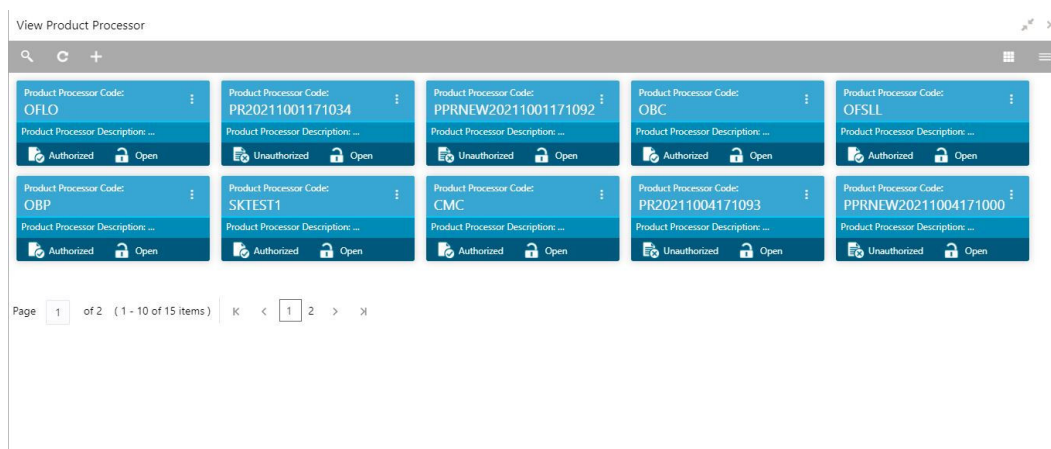 View Product Processor
Product Processor Code: Product Processor Code: Product Processor Code: Product Processor Code: Product Processor Code:
OFLO PR20211001171034 PPRNEW20211001171092 OBC OFSLL
Product Processor Description: ... Product Processor Description: ... Product Processor Description: ... Product Processor Description: ... Product Processor Description: ...
Authorized Open Unauthorized Open Unauthorized Open Authorized Open Authorized Open
Product Processor Code: Product Processor Code: Product Processor Code: Product Processor Code: Product Processor Code:
OBP SKTEST1 CMC PR20211004171093 PPRNEW20211004171000
Product Processor Description: ... Product Processor Description: ... Product Processor Description: ... Product Processor Description: ... Product Processor Description: ...
Authorized Open Authorized Open Authorized Open Unauthorized Open Unauthorized Open
Page 1 of 2 ( 1 - 10 of 15 items ) 1 2